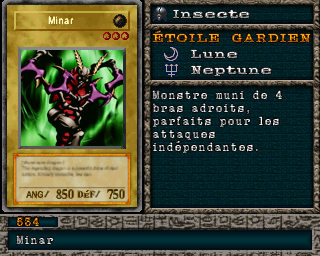 Minar
Insecte
ÉTOILE GARDIEN
Lune
Neptune
Monstre muni de 4
bras adroits,
parfaits pour les
attaques
indépendantes.
ANG/ 850 DÉF/ 750
534
Minar